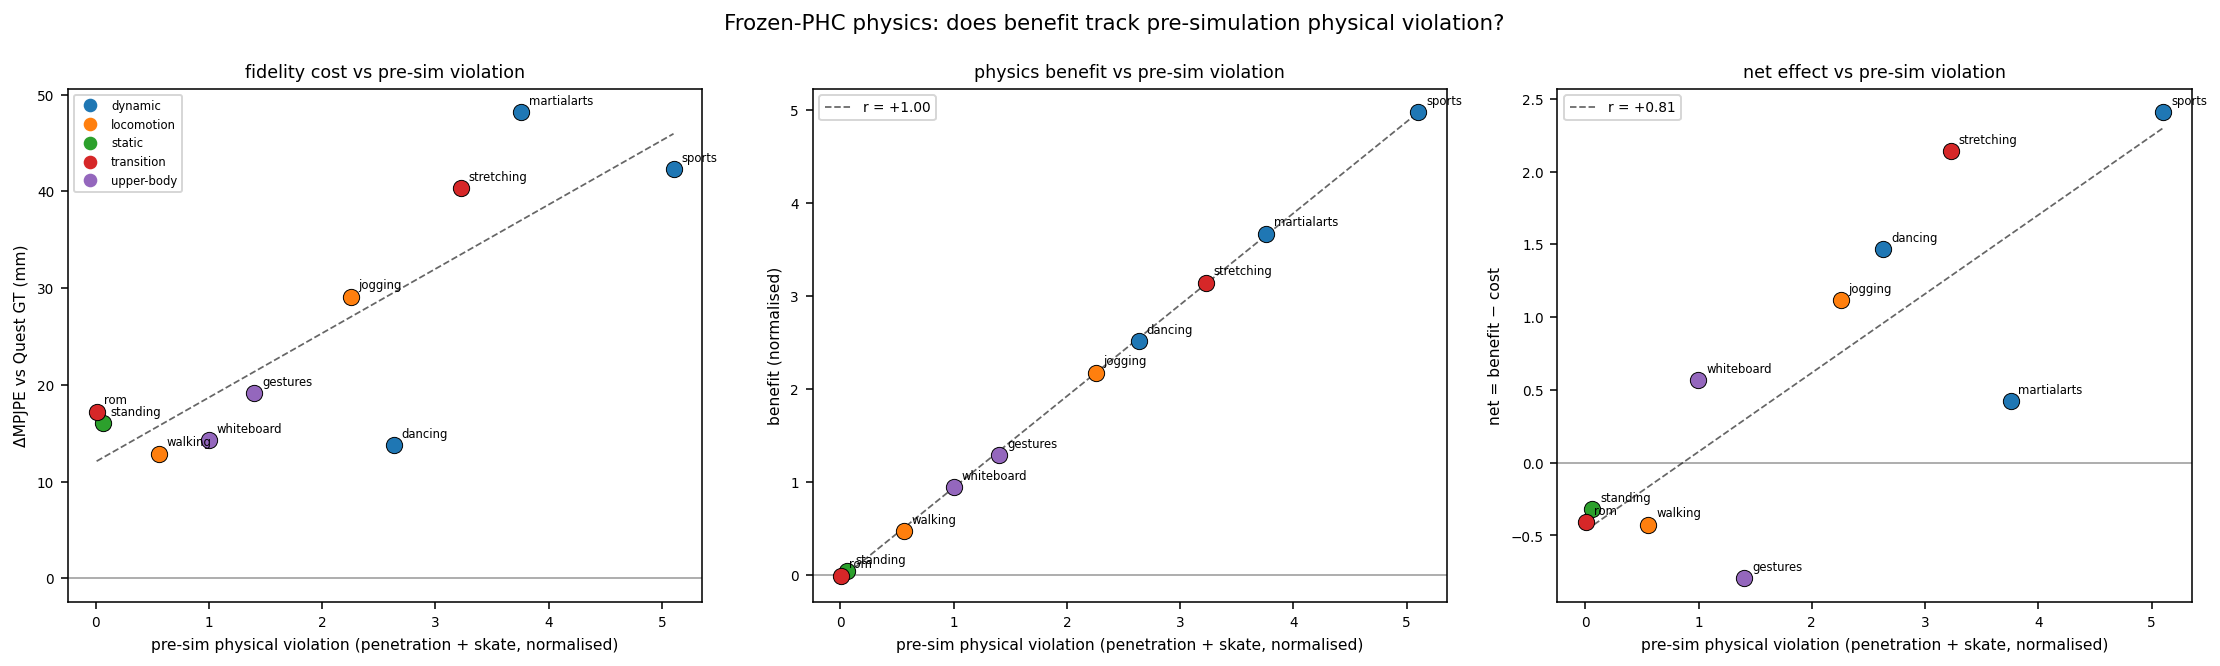 Frozen-PHC physics: does benefit track pre-simulation physical violation?
fidelity cost vs pre-sim violation
50
40
30
20
10
0
ΔMPJPE vs Quest GT (mm)
dynamic
locomotion
static
transition
upper-body
martialarts
sports
stretching
jogging
gestures
rom
standing
whiteboard
walking
dancing
0 1 2 3 4 5
pre-sim physical violation (penetration + skate, normalised)
physics benefit vs pre-sim violation
5
4
3
2
1
0
benefit (normalised)
r = +1.00
sports
martialarts
stretching
dancing
jogging
gestures
whiteboard
walking
standing
rom
0 1 2 3 4 5
pre-sim physical violation (penetration + skate, normalised)
net effect vs pre-sim violation
2.5
2.0
1.5
1.0
0.5
0.0
−0.5
net = benefit − cost
r = +0.81
sports
stretching
dancing
jogging
whiteboard
martialarts
standing
rom
walking
gestures
0 1 2 3 4 5
pre-sim physical violation (penetration + skate, normalised)